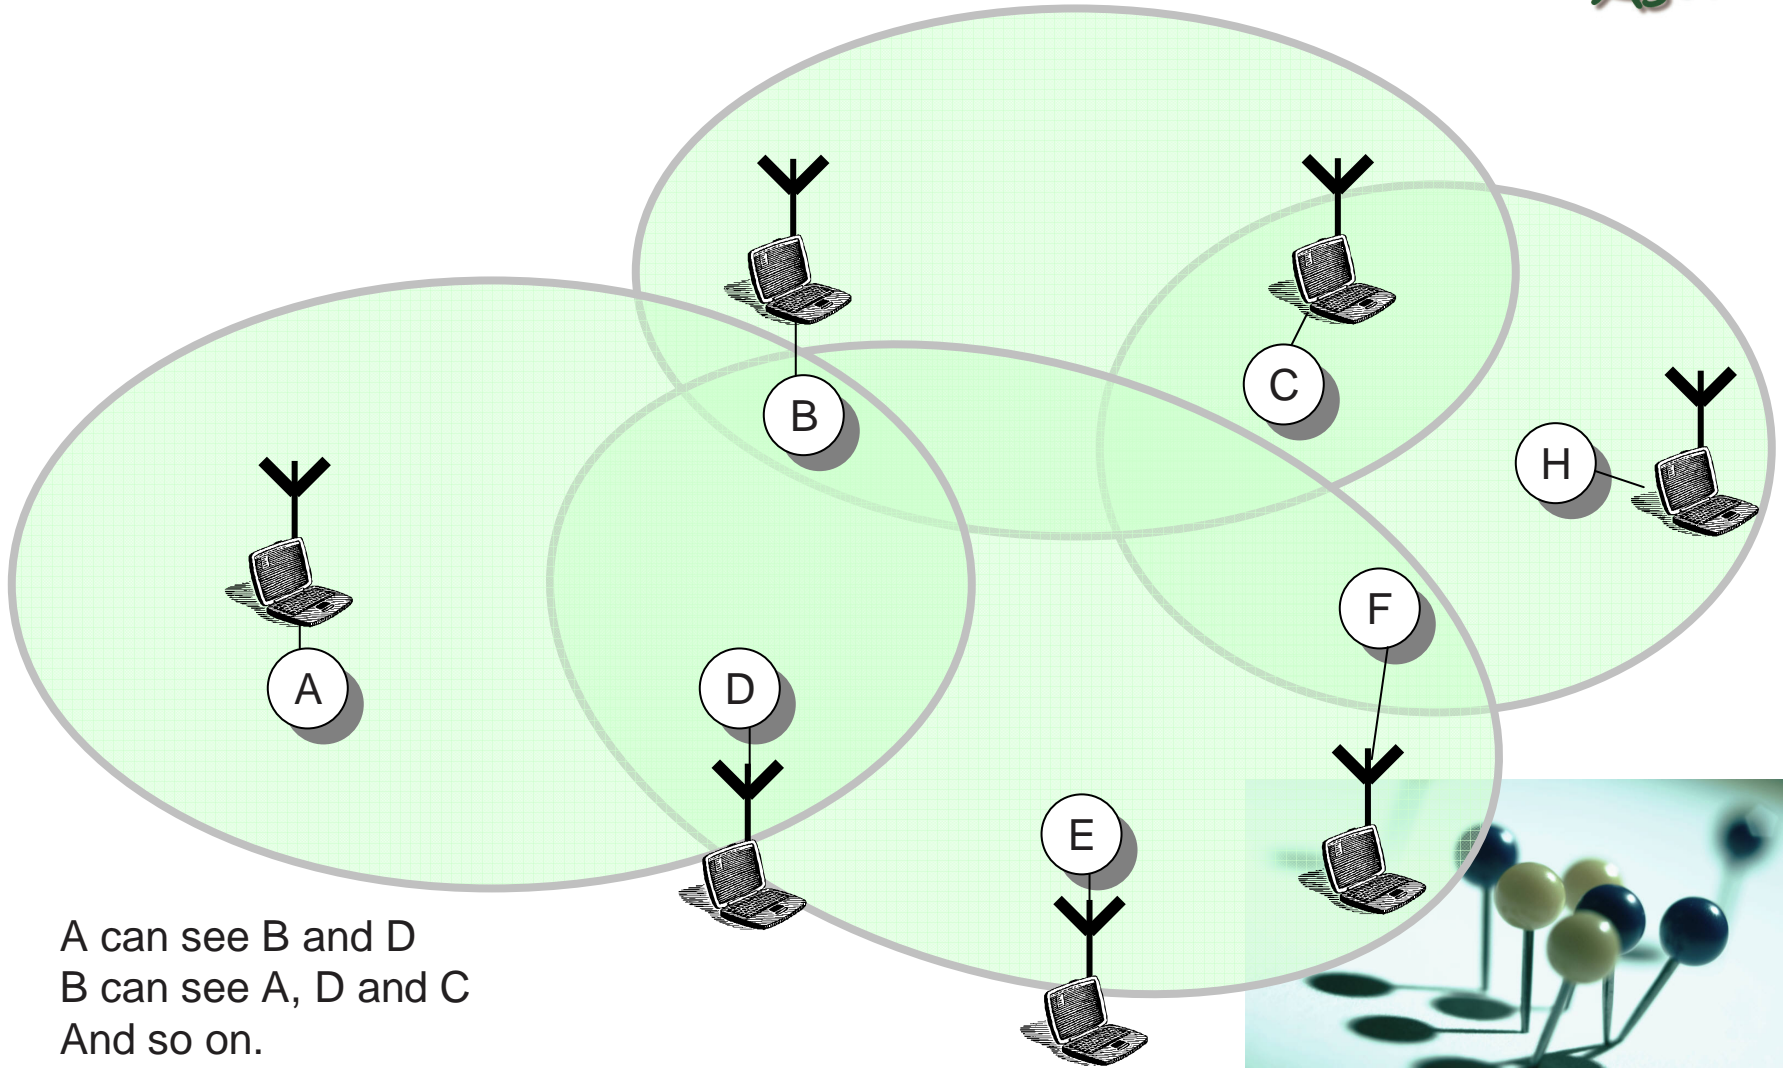 B
C
H
F
A
D
E
A can see B and D
B can see A, D and C
And so on.